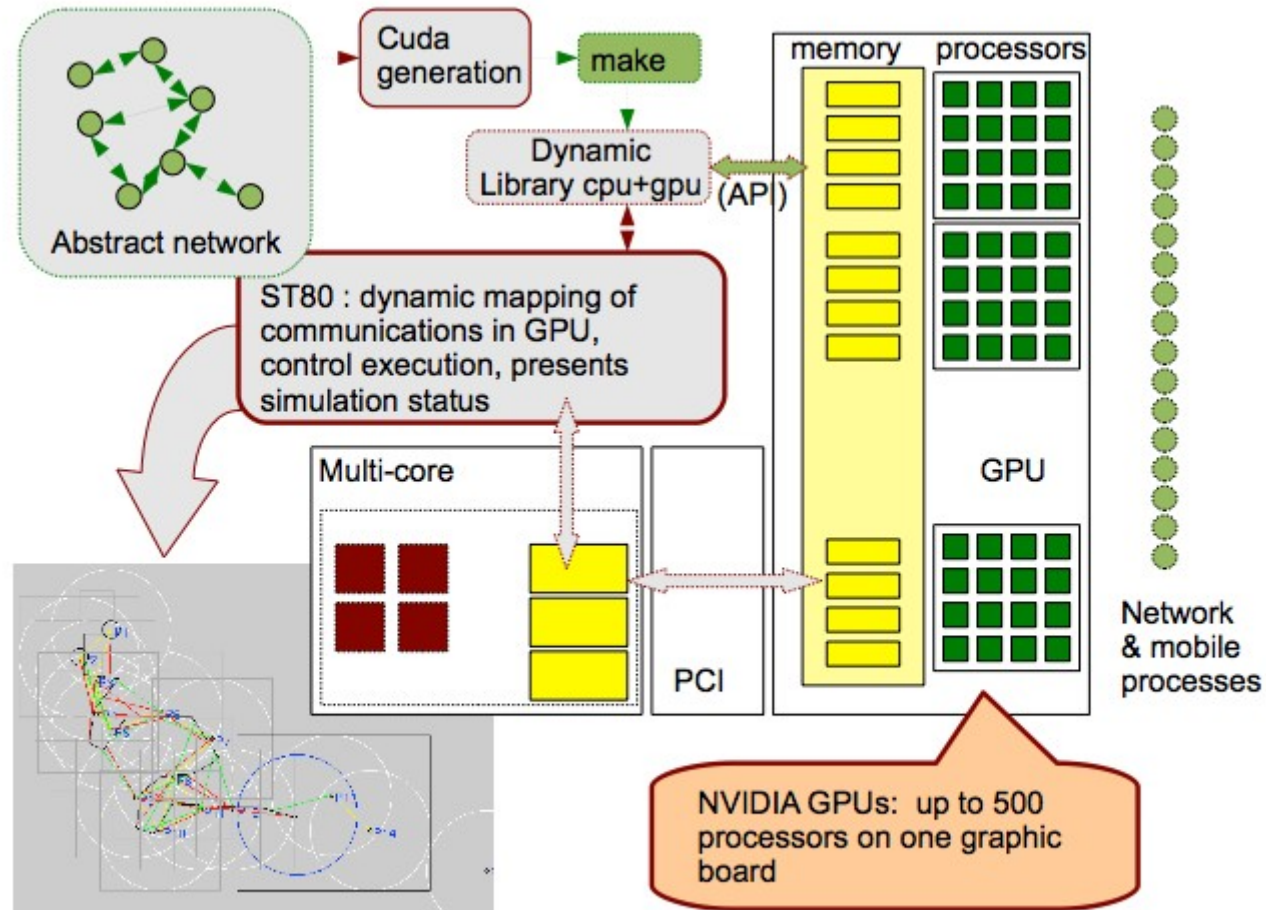 Cuda
generation
make
memory
processors
Dynamic
Library cpu+gpu
(API)
Abstract network
ST80 : dynamic mapping of
communications in GPU,
control execution, presents
simulation status
Multi-core
PCI
GPU
Network
& mobile
processes
NVIDIA GPUs:  up to 500
processors on one graphic
board